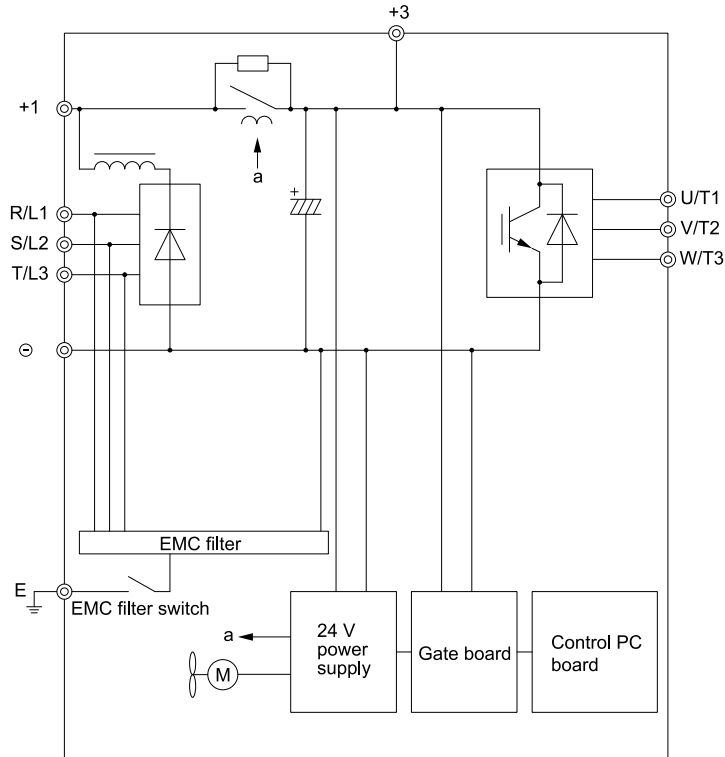 +3
+1
a
+
R/L1
S/L2
T/L3
U/T1
V/T2
W/T3
⊖
EMC filter
E
EMC filter switch
a
M
24 V
power
supply
Gate board
Control PC
board